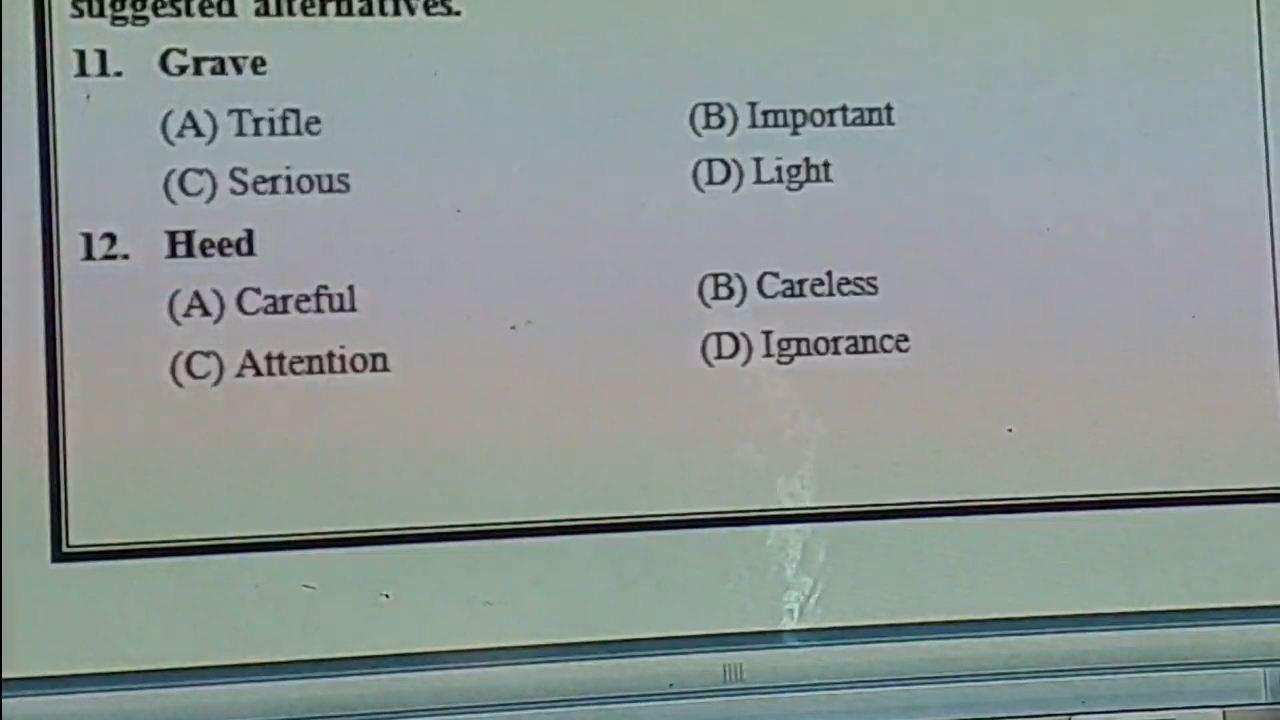 suggested alternatives.
11. Grave
(A) Trifle (B) Important
(C) Serious (D) Light
12. Heed
(A) Careful (B) Careless
(C) Attention (D) Ignorance